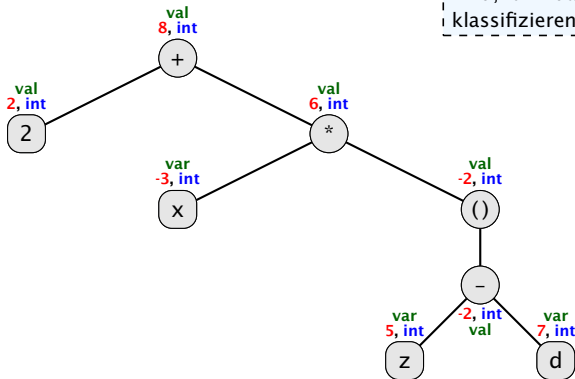 klassifizieren
val
8, int
+
val
2, int
2
val
6, int
*
var
-3, int
x
val
-2, int
()
–
-2, int
val
var
5, int
z
var
7, int
d